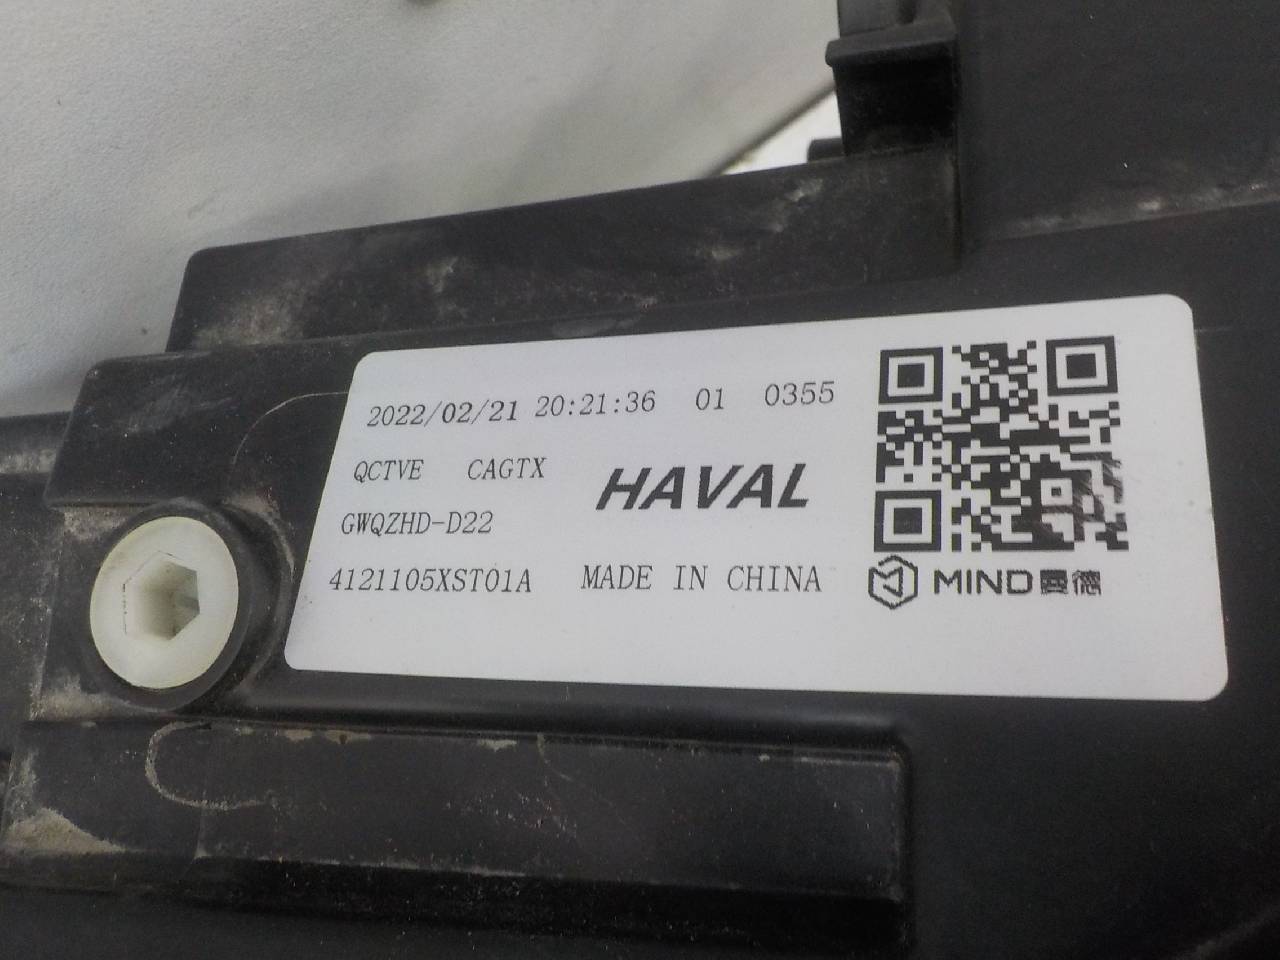 2022/02/21 20:21:36 01 0355
QCTVE CAGTX
HAVAL
GWQZHD-D22
4121105XST01A MADE IN CHINA
MIND曼德